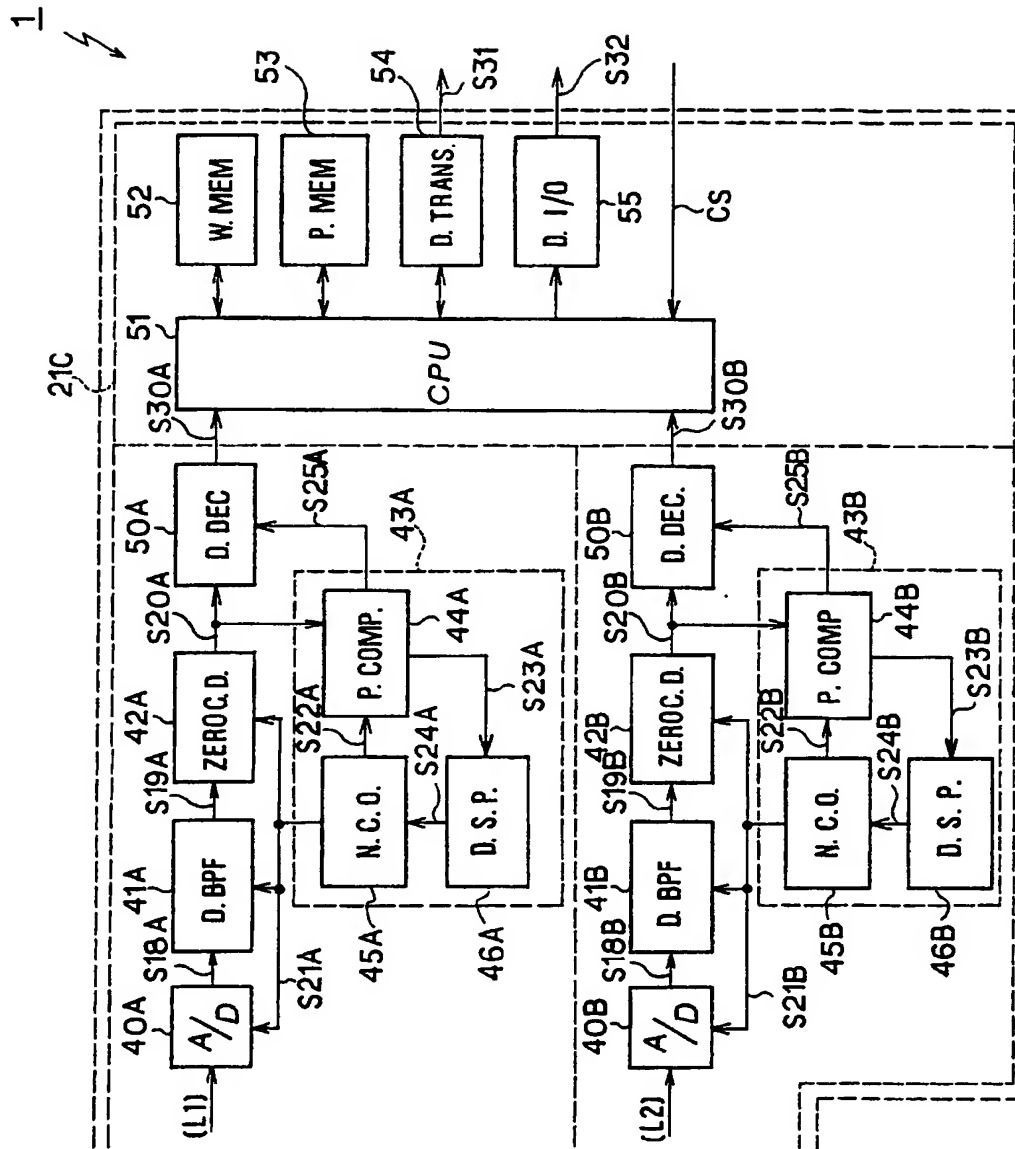 1
21C
(L1)
40A
A/D
S18A
41A
D. BPF
S19A
42A
ZERO C. D.
S20A
50A
D. DEC
S30A
S21A
43A
S25A
44A
P. COMP.
S22A
45A
N. C. O.
S24A
S23A
46A
D. S. P.
51
CPU
52
W. MEM
53
P. MEM
54
D. TRANS.
S31
55
D. I/O
S32
CS
(L2)
40B
A/D
S18B
41B
D. BPF
S19B
42B
ZERO C. D.
S20B
50B
D. DEC.
S30B
S21B
43B
S25B
44B
P. COMP
S22B
45B
N. C. O.
S24B
S23B
46B
D. S. P.